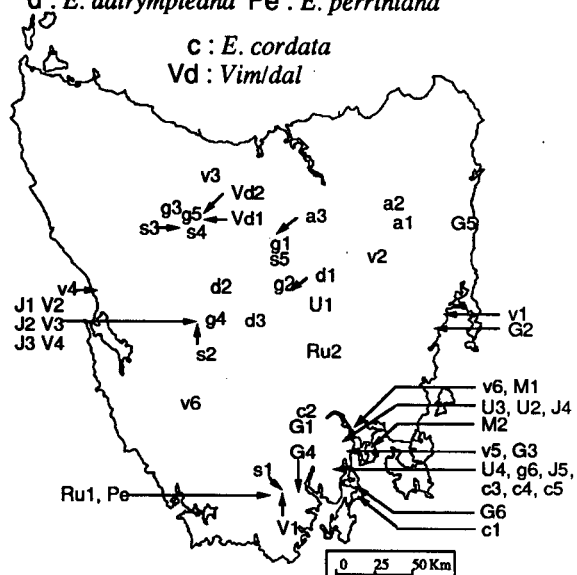 d : E. dalrympleana Pe : E. perriniana
c : E. cordata
Vd : Vim/dal
v3
Vd2
g3 g5
Vd1
a3
a2
a1
G5
s3
s4
g1
s5
v2
v4
d2
g2
d1
U1
J1 V2
J2 V3
J3 V4
g4
d3
v1
G2
s2
Ru2
v6
v6, M1
c2
U3, U2, J4
G1
M2
G4
v5, G3
s1
U4, g6, J5,
c3, c4, c5
Ru1, Pe
V1
G6
c1
0 25 50 Km